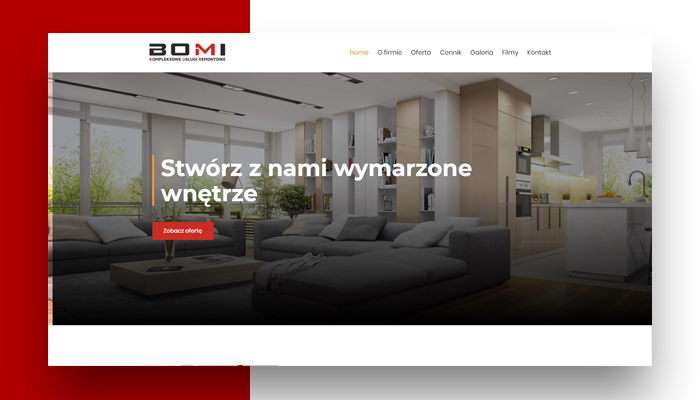 BOMI
KOMPLEKSOWE USŁUGI REMONTOWE
Home O firmie Oferta Cennik Galeria Filmy Kontakt
Stwórz z nami wymarzone
wnętrze
Zobacz ofertę